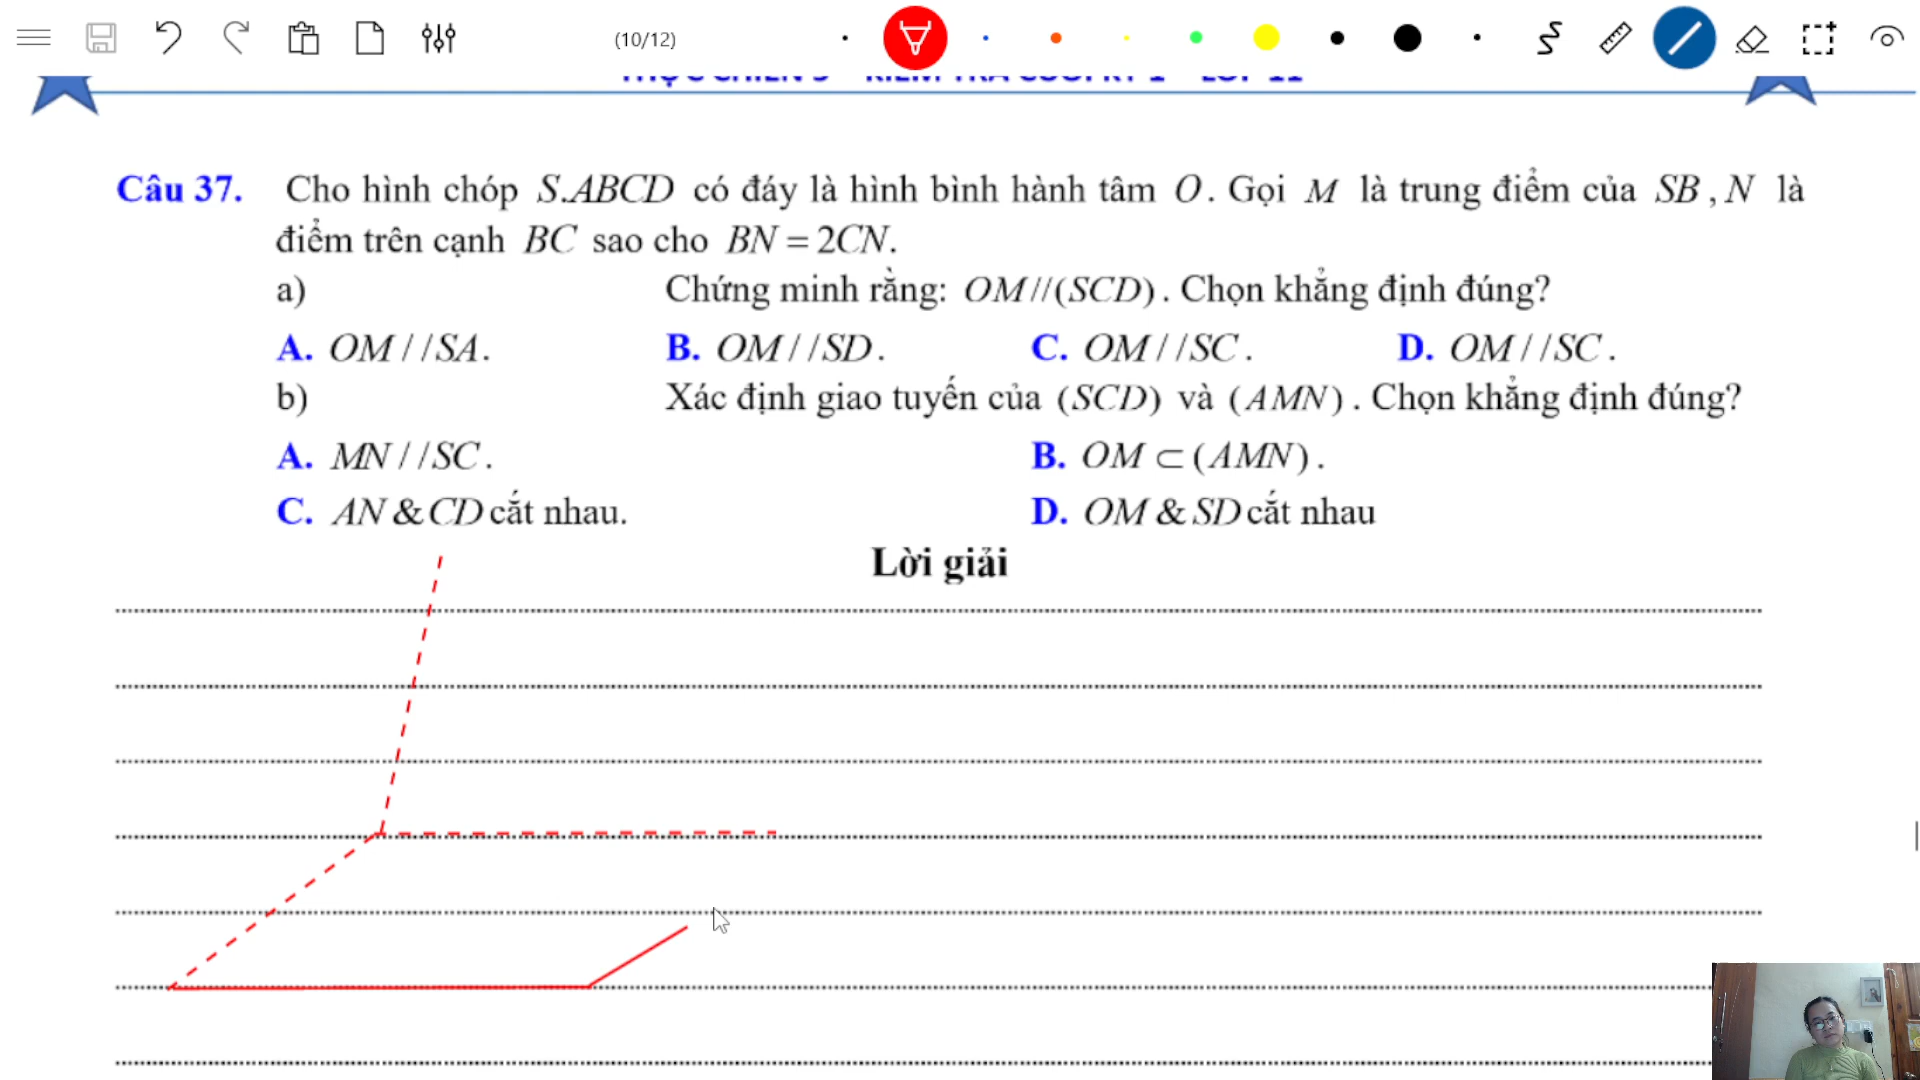 (10/12)
Câu 37. Cho hình chóp S.ABCD có đáy là hình bình hành tâm O. Gọi M là trung điểm của SB, N là
điểm trên cạnh BC sao cho BN = 2CN.
a) Chứng minh rằng: OM//(SCD). Chọn khẳng định đúng?
A. OM//SA. B. OM//SD. C. OM//SC. D. OM//SC.
b) Xác định giao tuyến của (SCD) và (AMN). Chọn khẳng định đúng?
A. MN//SC. B. OM ⊂ (AMN).
C. AN & CD cắt nhau. D. OM & SD cắt nhau
Lời giải